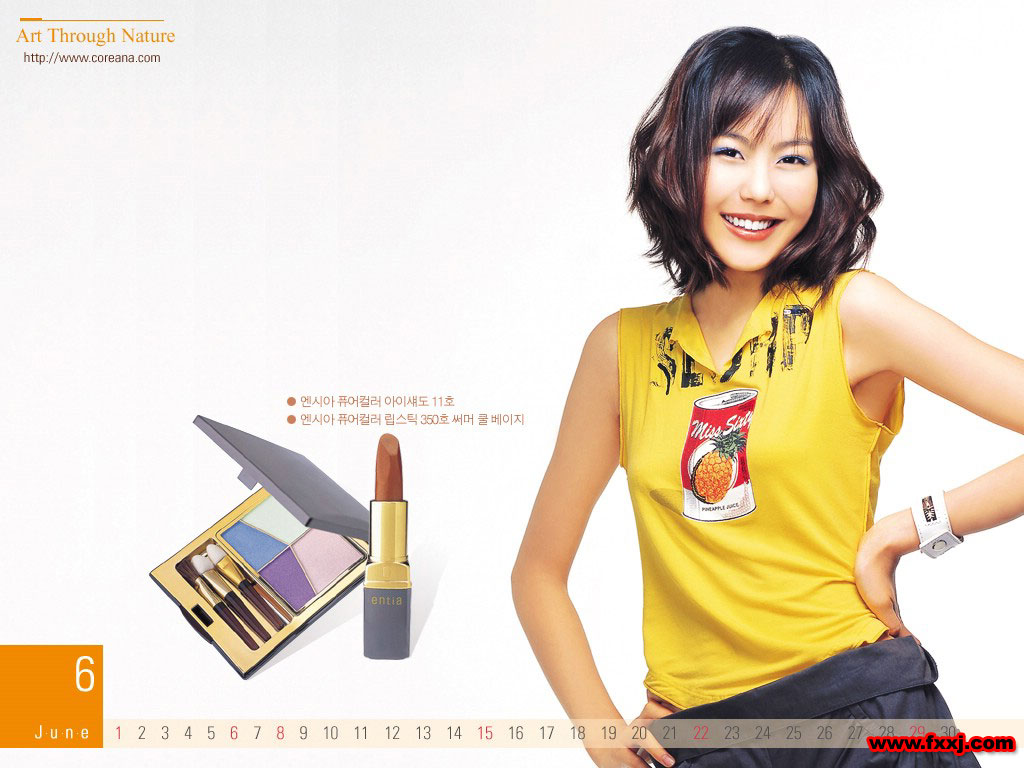 Art Through Nature
http://www.coreana.com
SEVHP
Miss Sixty
PINEAPPLE JUICE
● 엔시아 퓨어컬러 아이섀도 11호
● 엔시아 퓨어컬러 립스틱 350호 써머 쿨 베이지
entia
6
June 1 2 3 4 5 6 7 8 9 10 11 12 13 14 15 16 17 18 19 20 21 22 23 24 25 26 27 28 29 30
www.fxxj.com